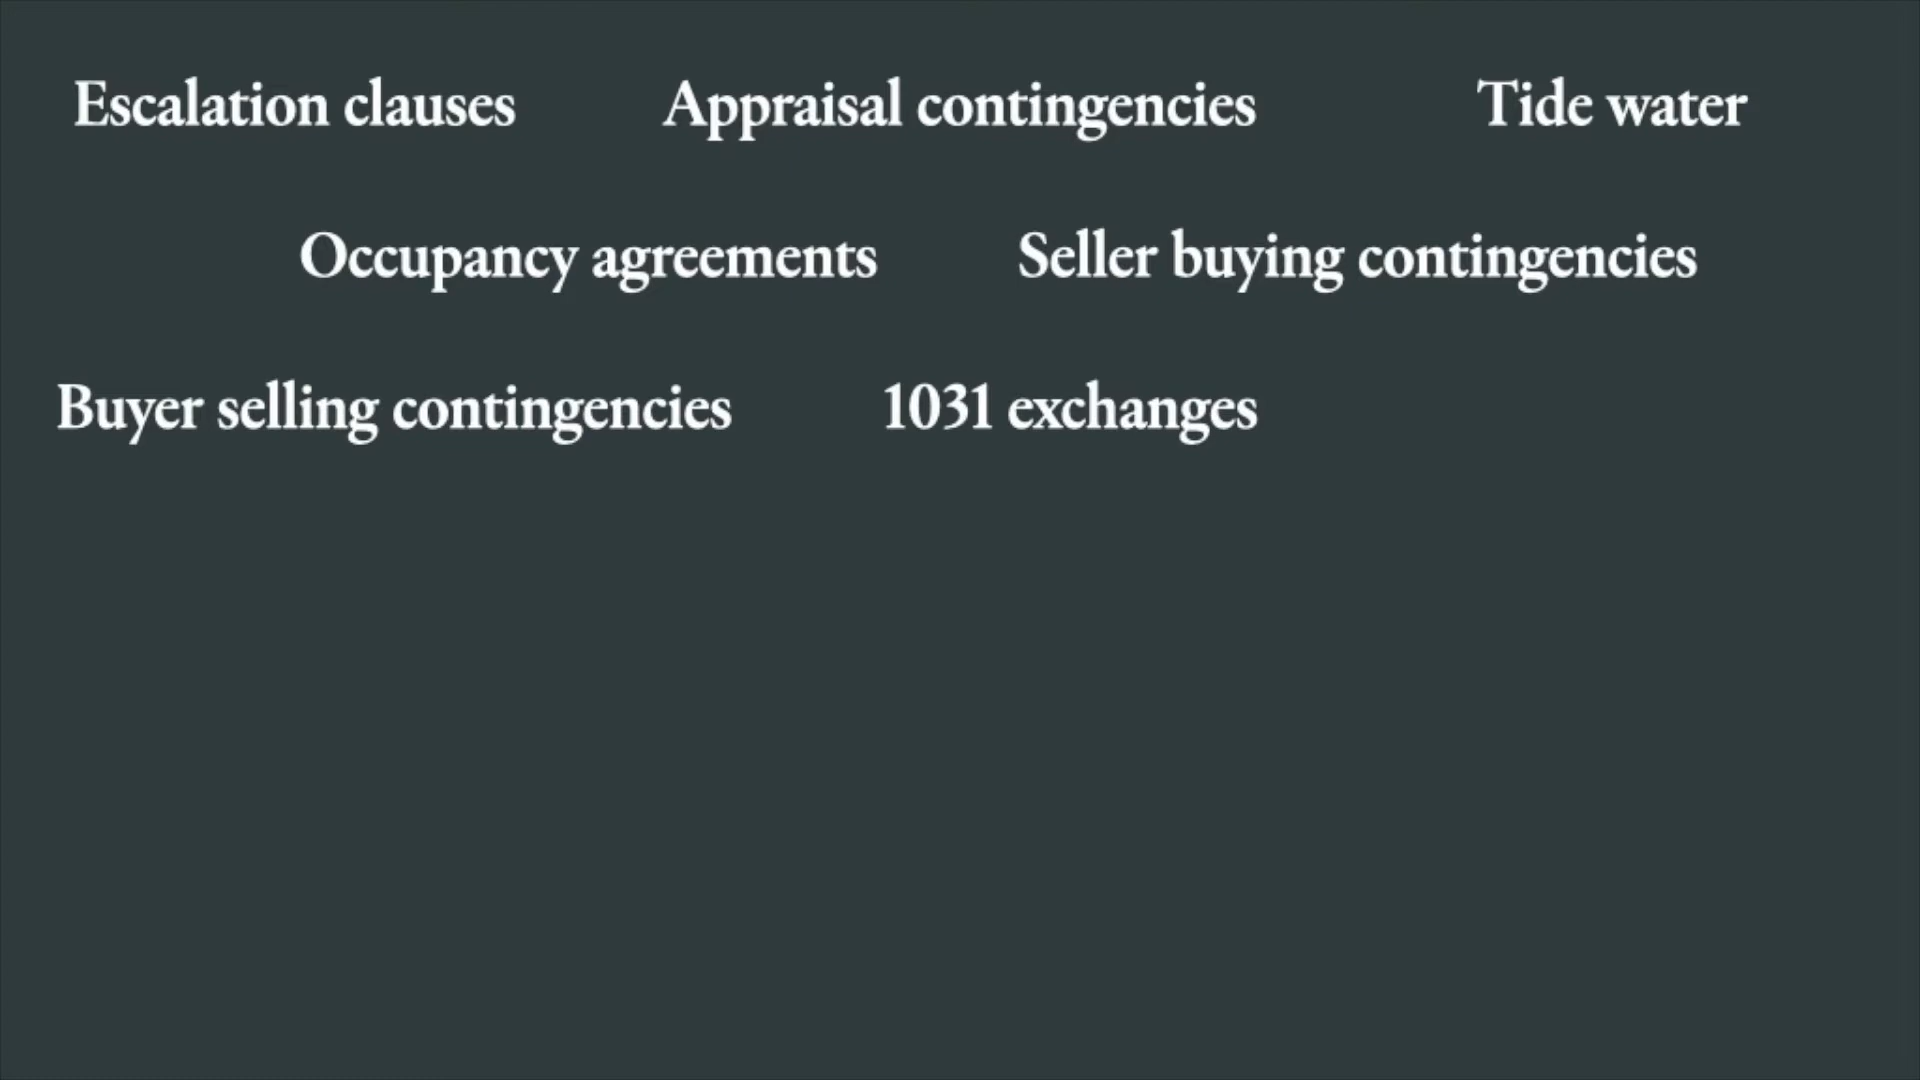 Escalation clauses Appraisal contingencies Tide water
Occupancy agreements Seller buying contingencies
Buyer selling contingencies 1031 exchanges